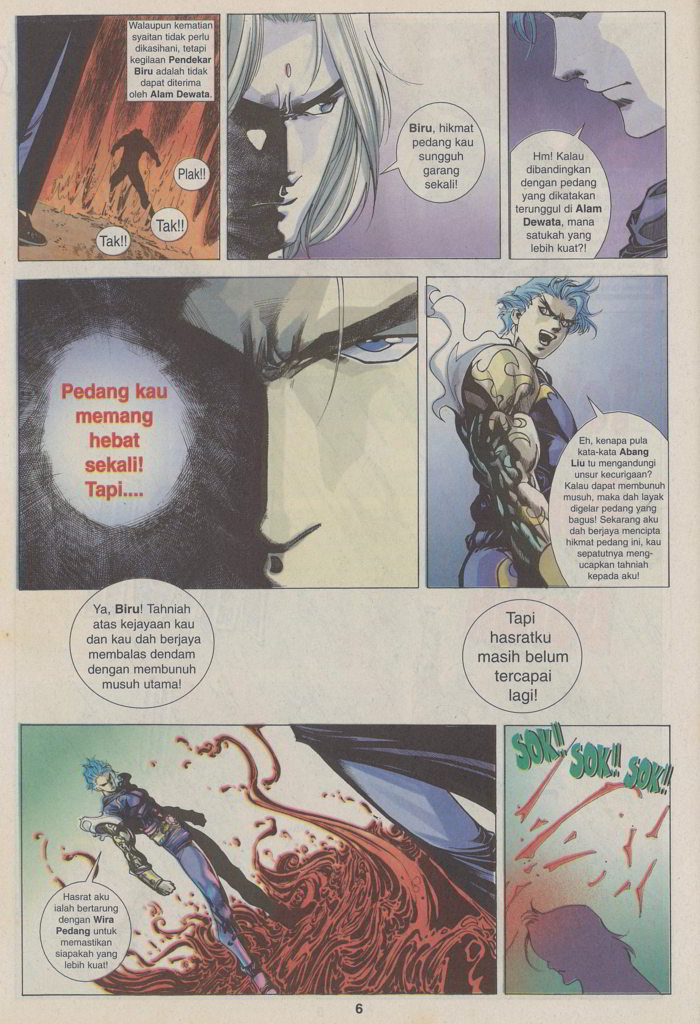 Walaupun kematian
syaitan tidak perlu
dikasihani, tetapi
kegilaan Pendekar
Biru adalah tidak
dapat diterima
oleh Alam Dewata.
Plak!!
Tak!!
Tak!!
Biru, hikmat
pedang kau
sungguh
garang
sekali!
Hm! Kalau
dibandingkan
dengan pedang
yang dikatakan
terunggul di Alam
Dewata, mana
satukah yang
lebih kuat?!
Pedang kau
memang
hebat
sekali!
Tapi....
Eh, kenapa pula
kata-kata Abang
Liu tu mengandungi
unsur kecurigaan?
Kalau dapat membunuh
musuh, maka dah layak
digelar pedang yang
bagus! Sekarang aku
dah berjaya mencipta
hikmat pedang ini, kau
sepatutnya meng-
ucapkan tahniah
kepada aku!
Ya, Biru! Tahniah
atas kejayaan kau
dan kau dah berjaya
membalas dendam
dengan membunuh
musuh utama!
Tapi
hasratku
masih belum
tercapai
lagi!
Hasrat aku
ialah bertarung
dengan Wira
Pedang untuk
memastikan
siapakah yang
lebih kuat!
SOK!!
SOK!!
SOK!!
6